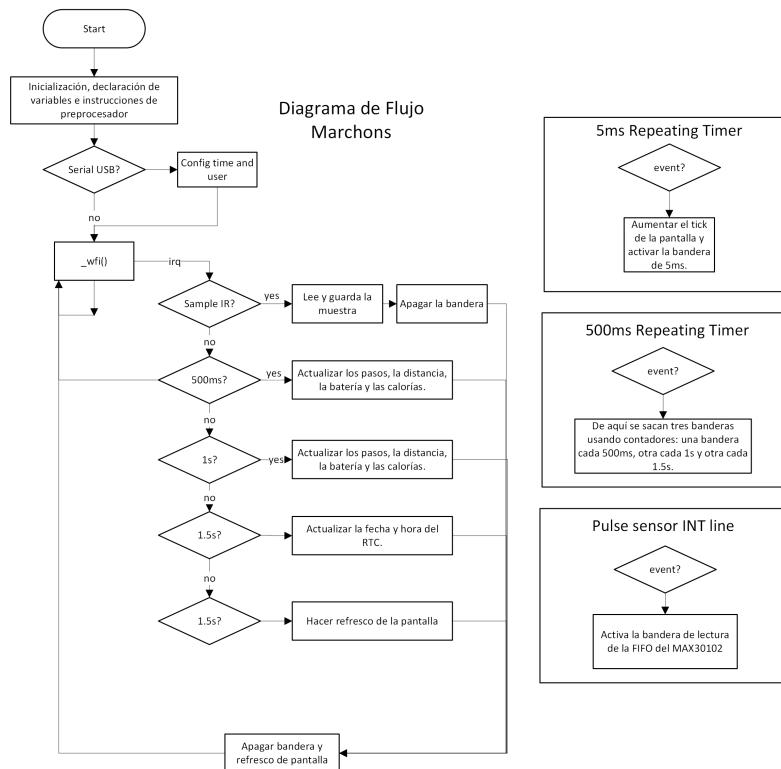 Start
Inicialización, declaración de
variables e instrucciones de
preprocesador
Diagrama de Flujo
Marchons
Serial USB?
Config time and
user
no
_wfi()
irq
Sample IR?
yes
Lee y guarda la
muestra
Apagar la bandera
no
500ms?
yes
Actualizar los pasos, la distancia,
la batería y las calorías.
no
1s?
yes
Actualizar los pasos, la distancia,
la batería y las calorías.
no
1.5s?
Actualizar la fecha y hora del
RTC.
no
1.5s?
Hacer refresco de la pantalla
Apagar bandera y
refresco de pantalla
5ms Repeating Timer
event?
Aumentar el tick
de la pantalla y
activar la bandera
de 5ms.
500ms Repeating Timer
event?
De aquí se sacan tres banderas
usando contadores: una bandera
cada 500ms, otra cada 1s y otra cada
1.5s.
Pulse sensor INT line
event?
Activa la bandera de lectura
de la FIFO del MAX30102